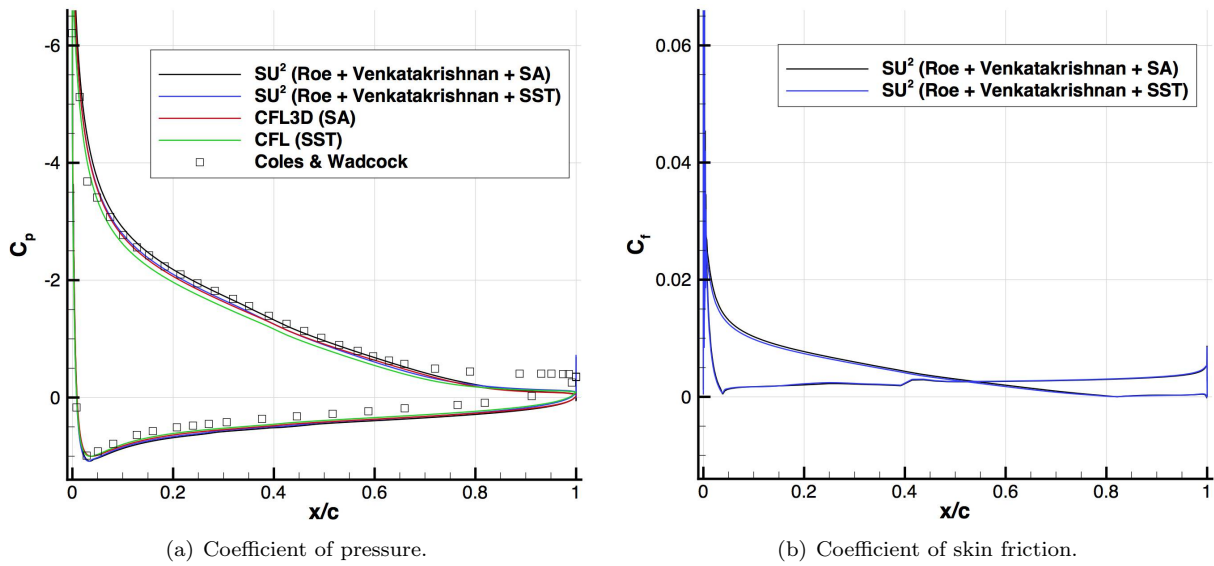 -6
-4
-2
0
C_p
0
0.2
0.4
0.6
0.8
1
x/c
SU² (Roe + Venkatakrishnan + SA)
SU² (Roe + Venkatakrishnan + SST)
CFL3D (SA)
CFL (SST)
Coles & Wadcock
(a) Coefficient of pressure.
0.06
0.04
0.02
0
C_f
0
0.2
0.4
0.6
0.8
1
x/c
SU² (Roe + Venkatakrishnan + SA)
SU² (Roe + Venkatakrishnan + SST)
(b) Coefficient of skin friction.